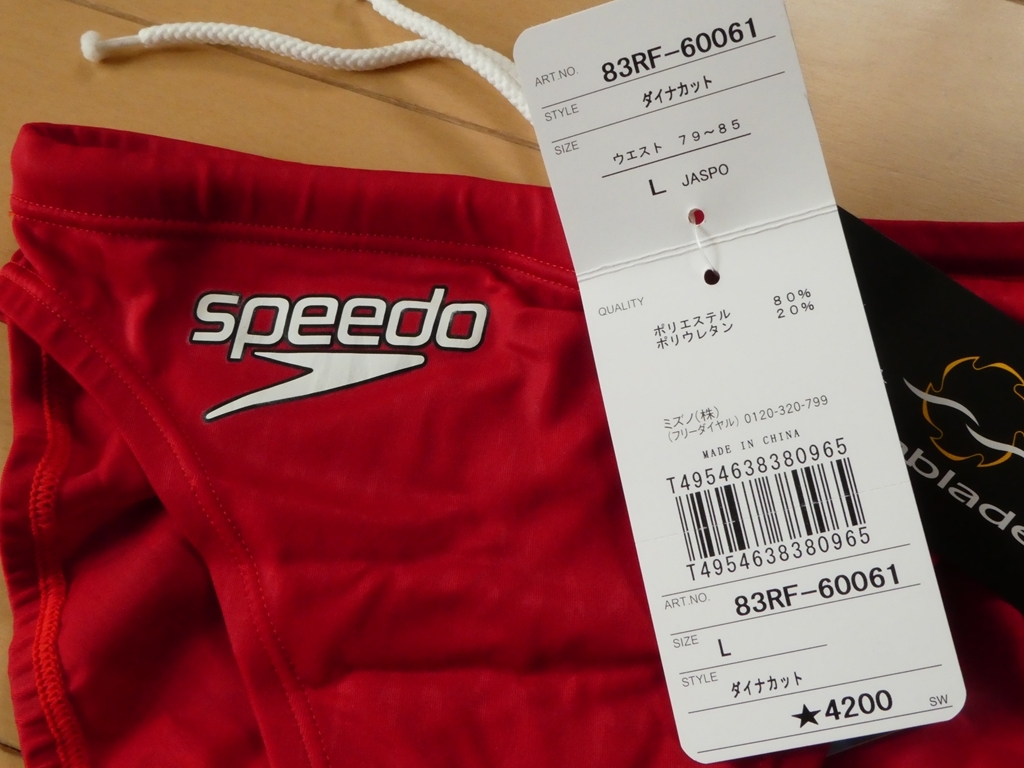 speedo
ART.NO. 83RF-60061
STYLE ダイナカット
SIZE ウエスト 79～85
L JASPO
QUALITY
ポリエステル 80%
ポリウレタン 20%
ミズノ(株)
(フリーダイヤル) 0120-320-799
MADE IN CHINA
T4954638380965
T4954638380965
ART.NO. 83RF-60061
SIZE L
STYLE ダイナカット
★4200 SW
blade